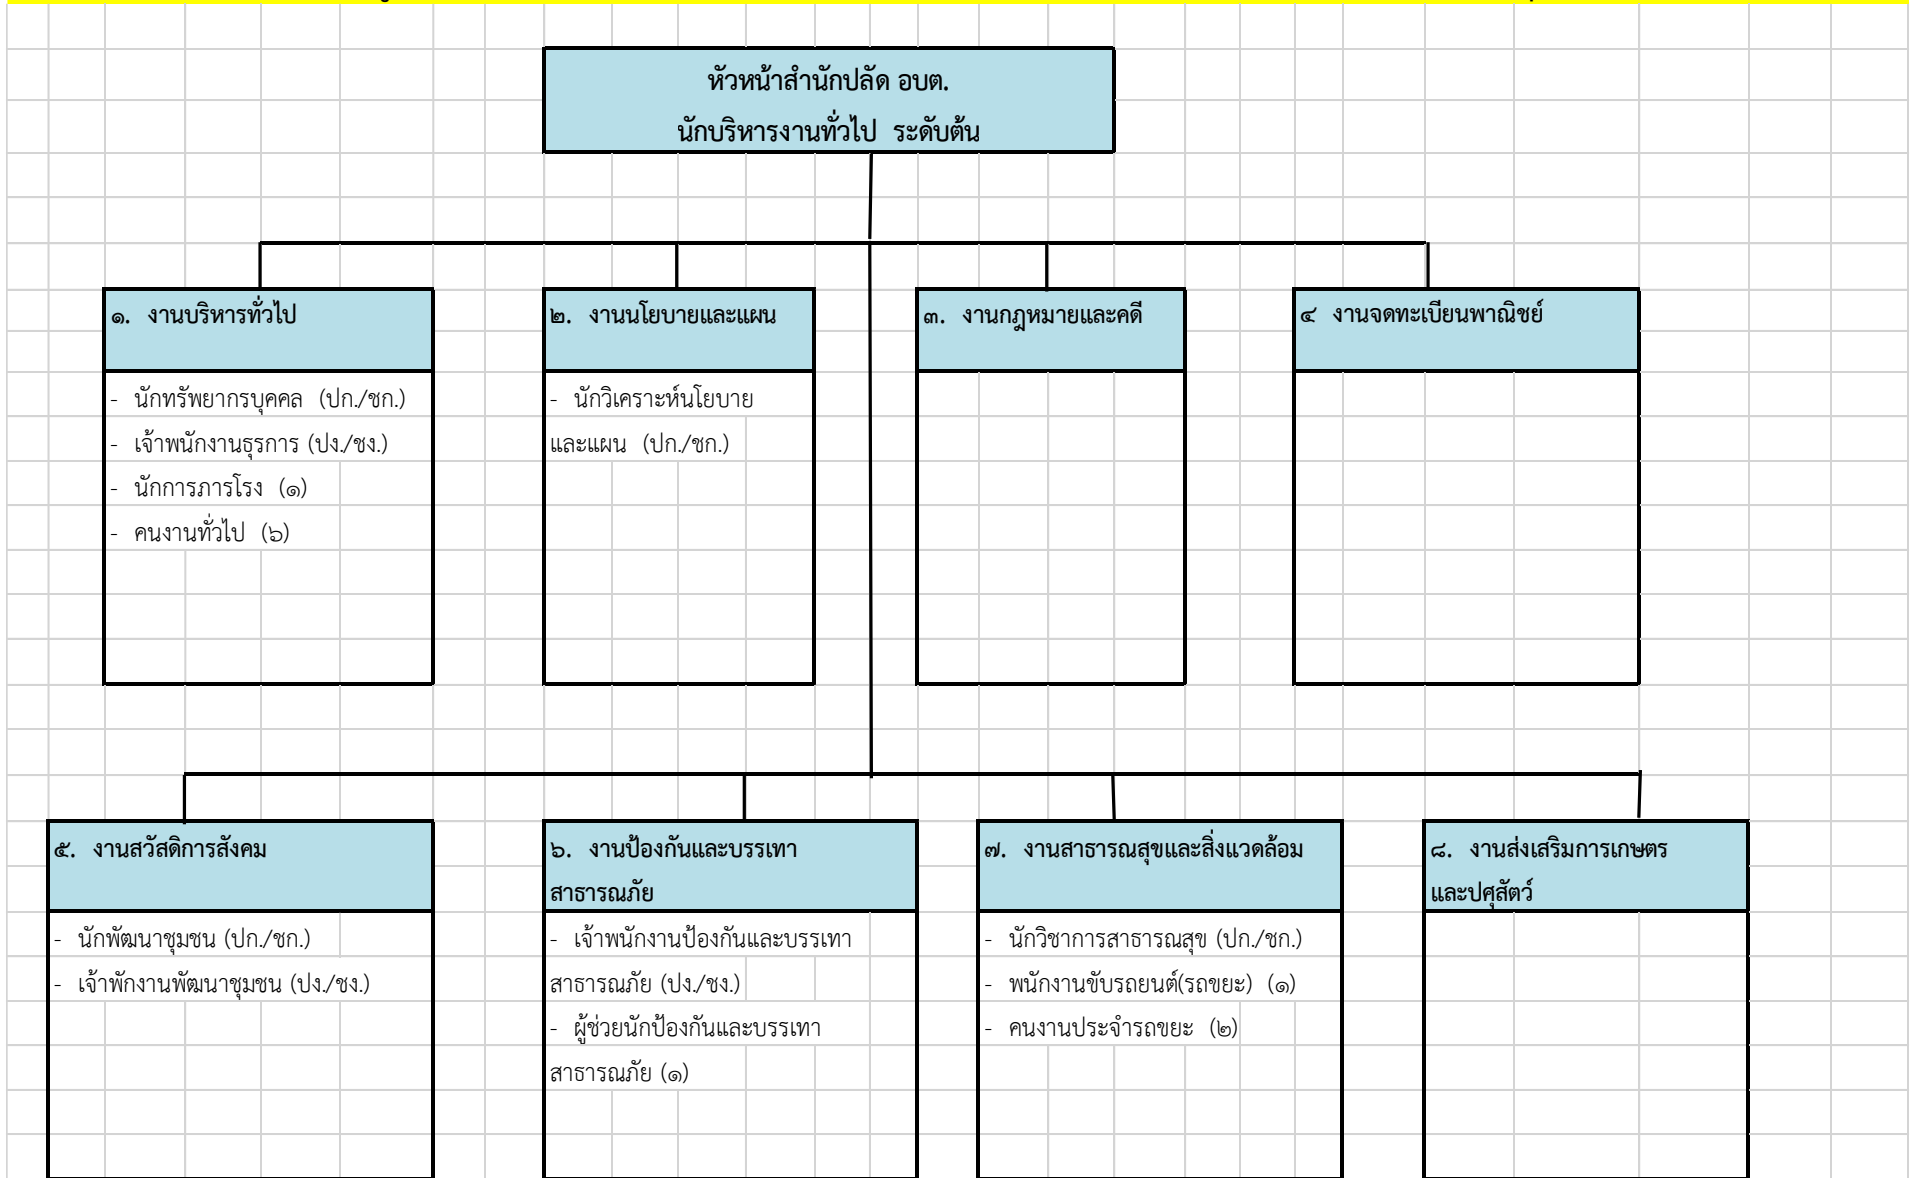 หัวหน้าสำนักปลัด อบต.
นักบริหารงานทั่วไป ระดับต้น
๑. งานบริหารทั่วไป
- นักทรัพยากรบุคคล (ปก./ชก.)
- เจ้าพนักงานธุรการ (ปง./ชง.)
- นักการภารโรง (๑)
- คนงานทั่วไป (๖)
๒. งานนโยบายและแผน
- นักวิเคราะห์นโยบาย
และแผน (ปก./ชก.)
๓. งานกฎหมายและคดี
๔ งานจดทะเบียนพาณิชย์
๕. งานสวัสดิการสังคม
- นักพัฒนาชุมชน (ปก./ชก.)
- เจ้าพักงานพัฒนาชุมชน (ปง./ชง.)
๖. งานป้องกันและบรรเทา
สาธารณภัย
- เจ้าพนักงานป้องกันและบรรเทา
สาธารณภัย (ปง./ชง.)
- ผู้ช่วยนักป้องกันและบรรเทา
สาธารณภัย (๑)
๗. งานสาธารณสุขและสิ่งแวดล้อม
- นักวิชาการสาธารณสุข (ปก./ชก.)
- พนักงานขับรถยนต์(รถขยะ) (๑)
- คนงานประจำรถขยะ (๒)
๘. งานส่งเสริมการเกษตร
และปศุสัตว์